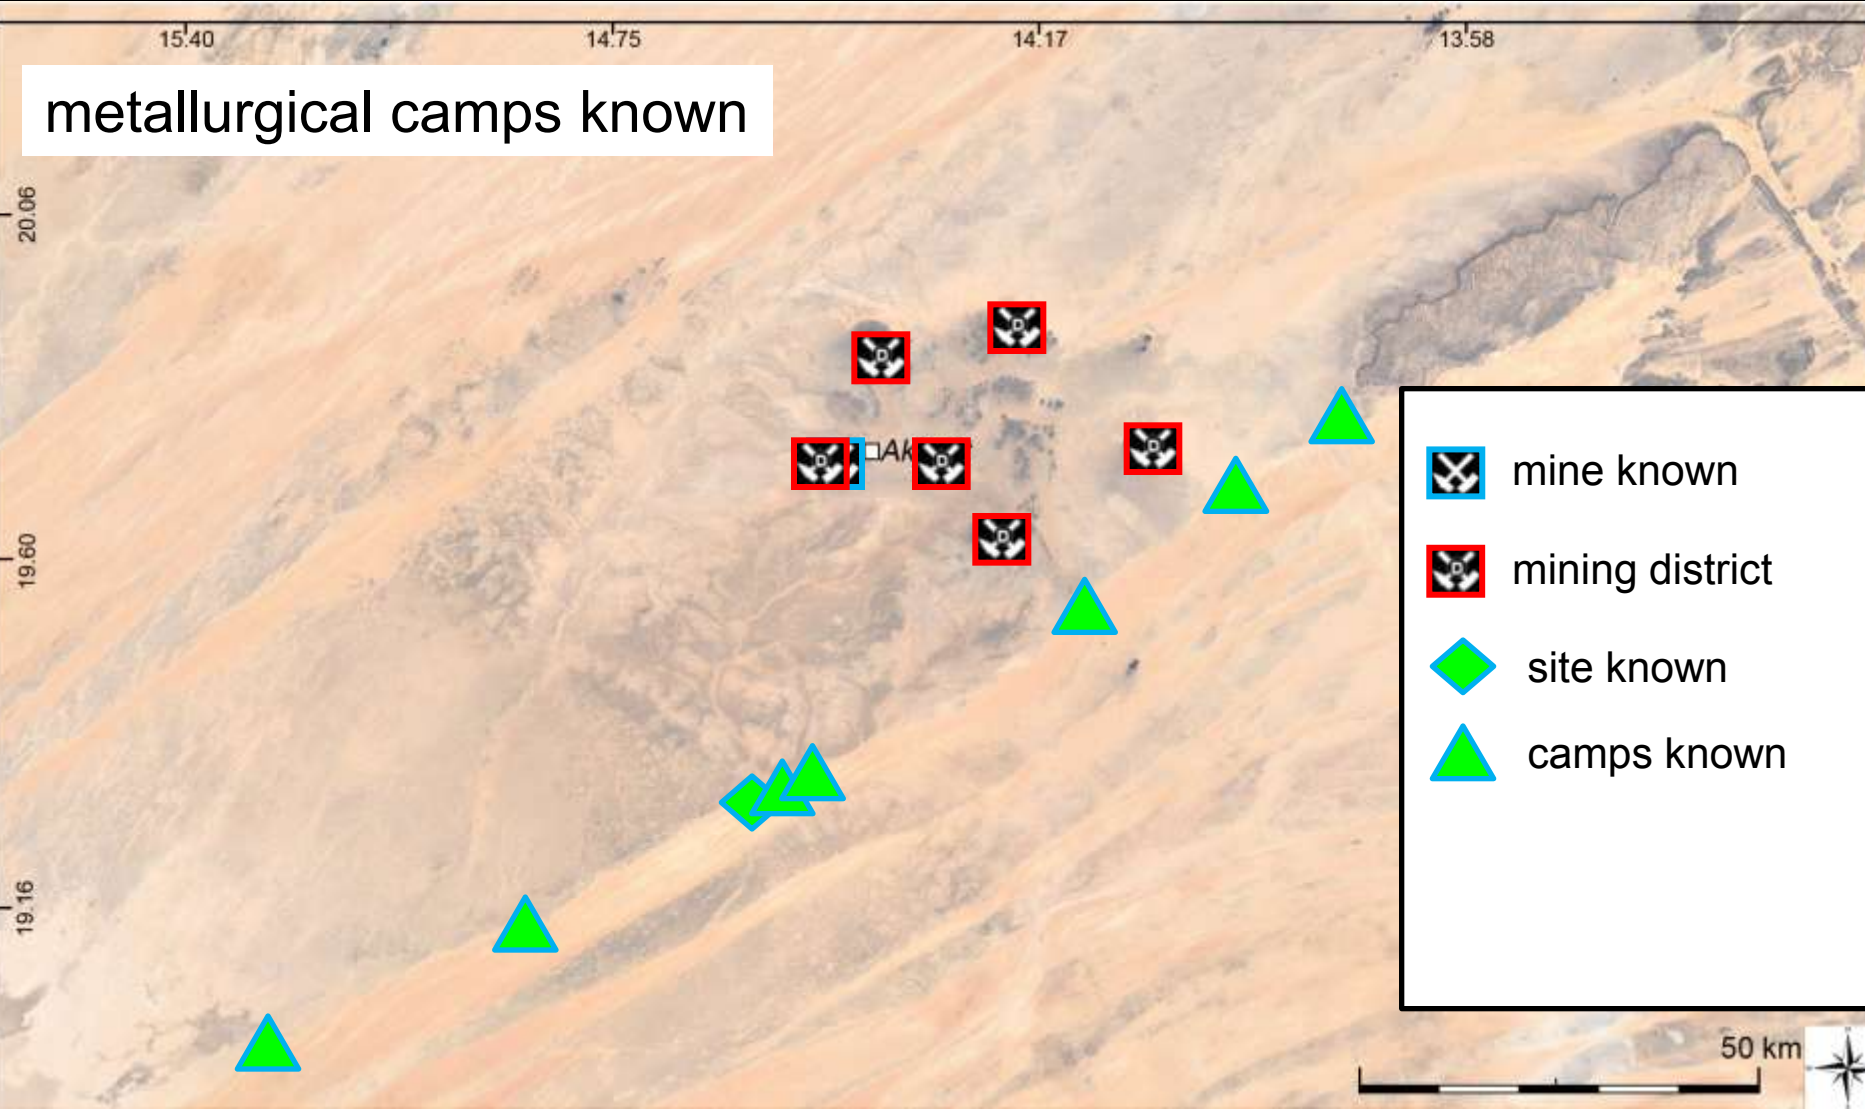 15.40 14.75 14.17 13.58
metallurgical camps known
20.06
19.60
19.16
mine known
mining district
site known
camps known
50 km